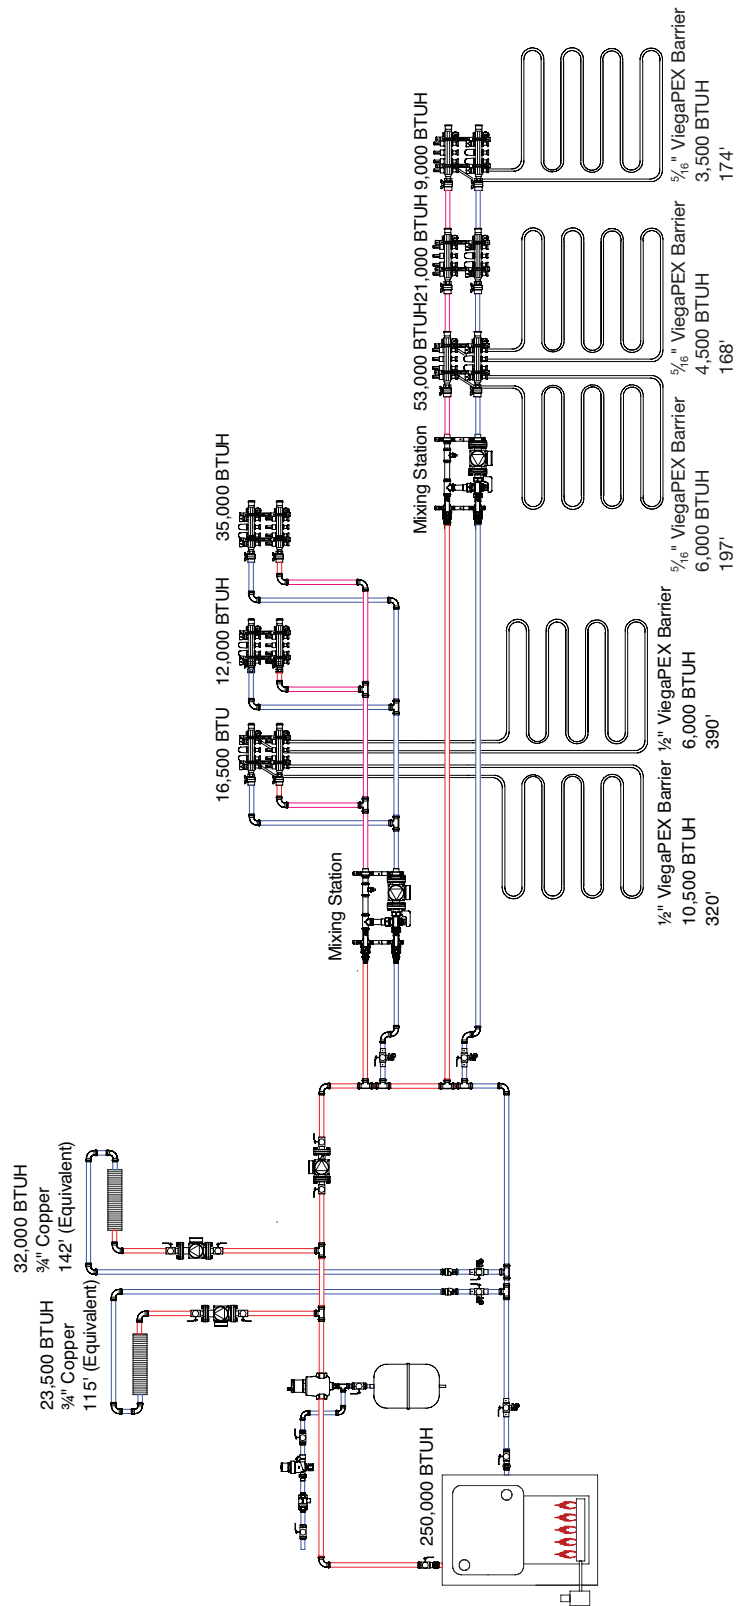 32,000 BTUH
¾" Copper
142' (Equivalent)
23,500 BTUH
¾" Copper
115' (Equivalent)
250,000 BTUH
Mixing Station
16,500 BTU
12,000 BTUH
35,000 BTUH
½" ViegaPEX Barrier
10,500 BTUH
320'
½" ViegaPEX Barrier
6,000 BTUH
390'
Mixing Station
53,000 BTUH
21,000 BTUH
9,000 BTUH
5⁄16" ViegaPEX Barrier
6,000 BTUH
197'
5⁄16" ViegaPEX Barrier
4,500 BTUH
168'
5⁄16" ViegaPEX Barrier
3,500 BTUH
174'